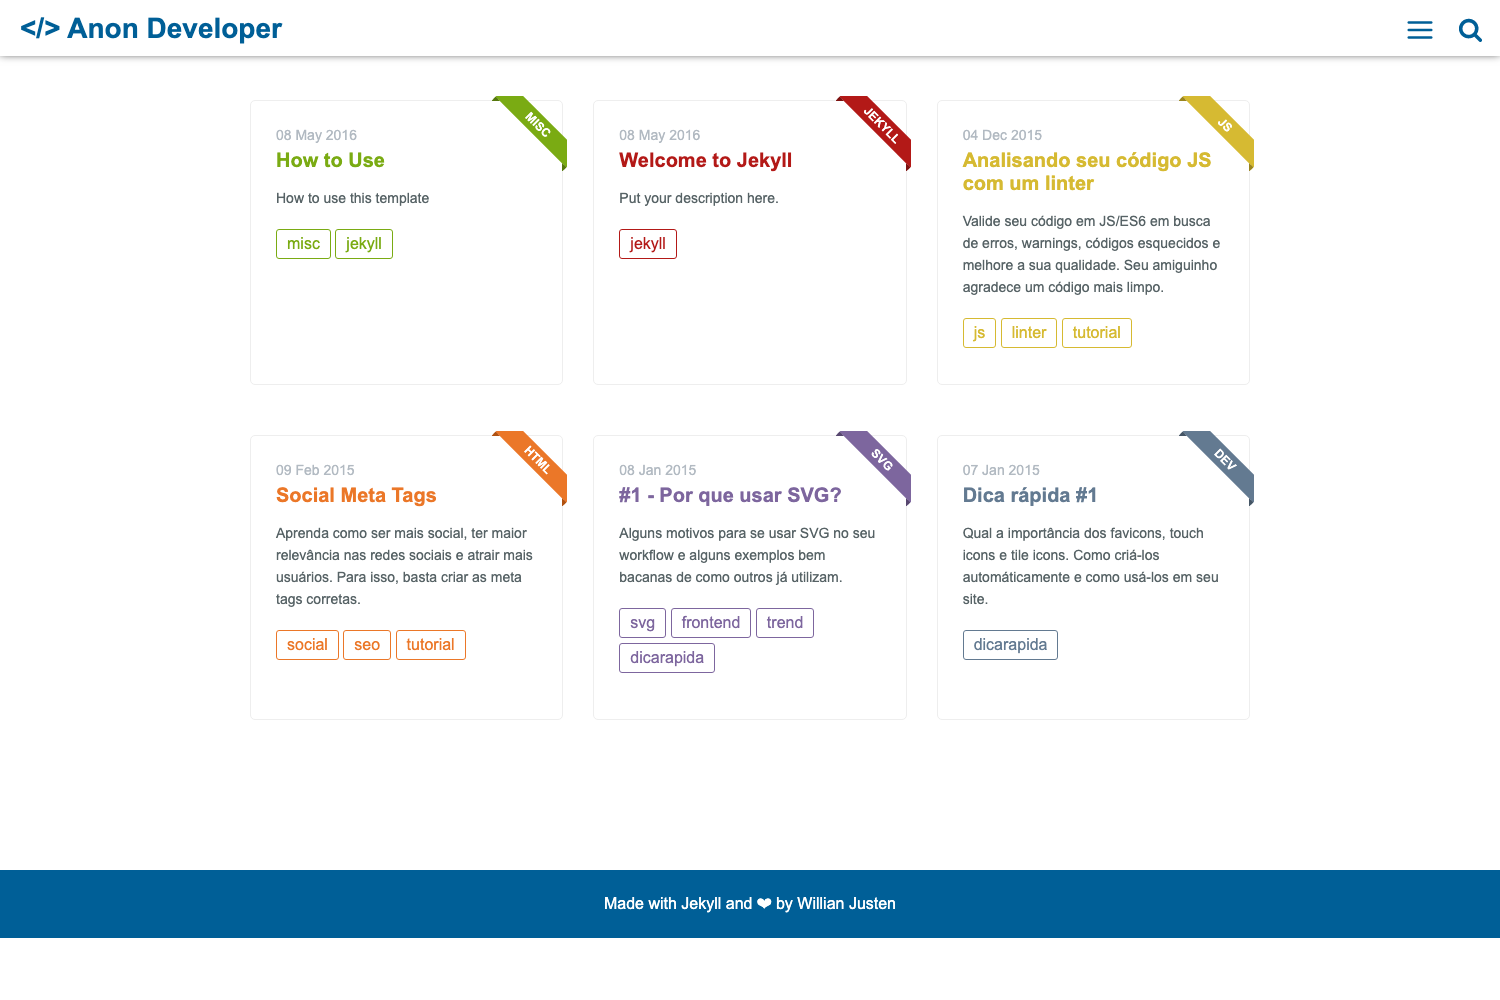 </> Anon Developer
MISC
08 May 2016
How to Use
How to use this template
misc jekyll
JEKYLL
08 May 2016
Welcome to Jekyll
Put your description here.
jekyll
JS
04 Dec 2015
Analisando seu código JS
com um linter
Valide seu código em JS/ES6 em busca
de erros, warnings, códigos esquecidos e
melhore a sua qualidade. Seu amiguinho
agradece um código mais limpo.
js linter tutorial
HTML
09 Feb 2015
Social Meta Tags
Aprenda como ser mais social, ter maior
relevância nas redes sociais e atrair mais
usuários. Para isso, basta criar as meta
tags corretas.
social seo tutorial
SVG
08 Jan 2015
#1 - Por que usar SVG?
Alguns motivos para se usar SVG no seu
workflow e alguns exemplos bem
bacanas de como outros já utilizam.
svg frontend trend
dicarapida
DEV
07 Jan 2015
Dica rápida #1
Qual a importância dos favicons, touch
icons e tile icons. Como criá-los
automáticamente e como usá-los em seu
site.
dicarapida
Made with Jekyll and ❤ by Willian Justen